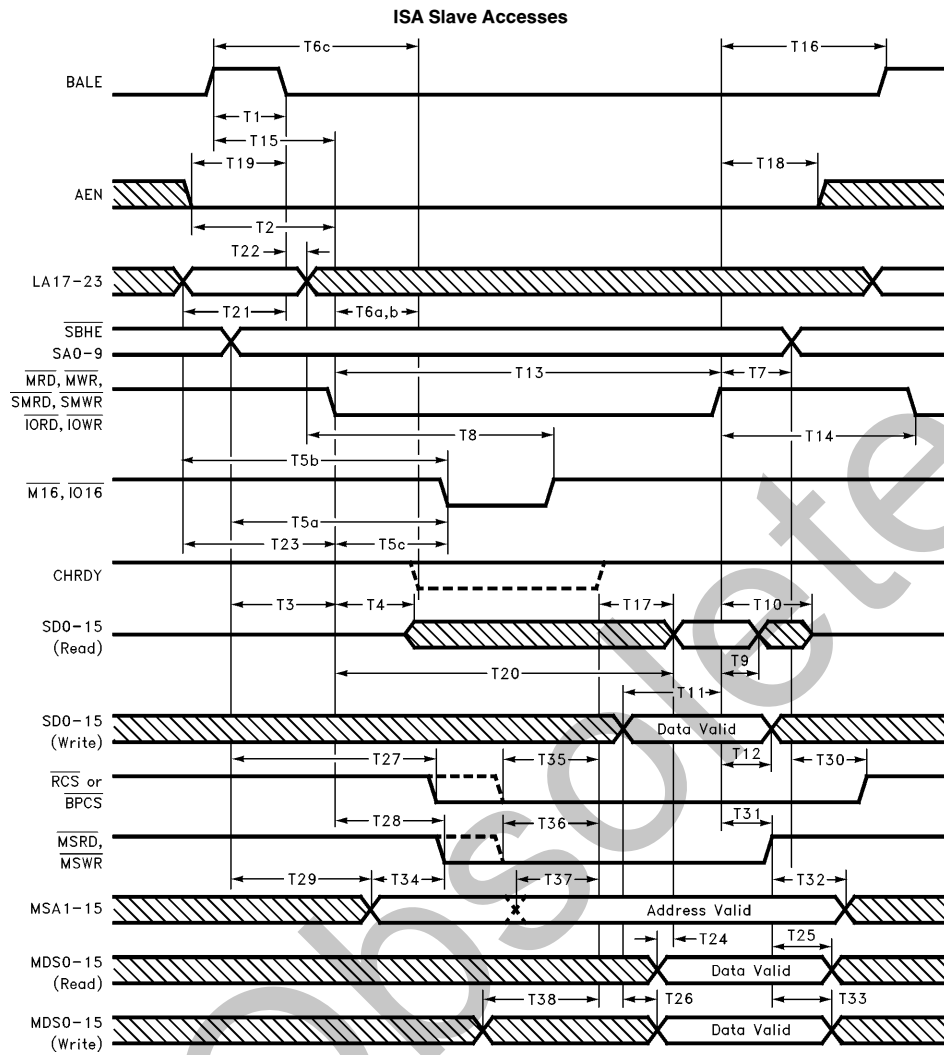 ISA Slave Accesses
T6c
T16
BALE
T1
T15
T19
T18
AEN
T2
T22
LA17-23
T21
T6a,b
SBHE
SA0-9
MRD, MWR,
T13
T7
SMRD, SMWR
IORD, IOWR
T8
T14
T5b
M16, IO16
T5a
T23
T5c
CHRDY
T3
T4
T17
T10
SD0-15
(Read)
T9
T20
T11
SD0-15
(Write)
Data Valid
T12
T27
T35
T30
RCS or
BPCS
T31
T28
T36
MSRD,
MSWR
T29
T34
T37
T32
MSA1-15
Address Valid
T24
T25
MDS0-15
(Read)
Data Valid
T38
T26
T33
MDS0-15
(Write)
Data Valid
Obsolete